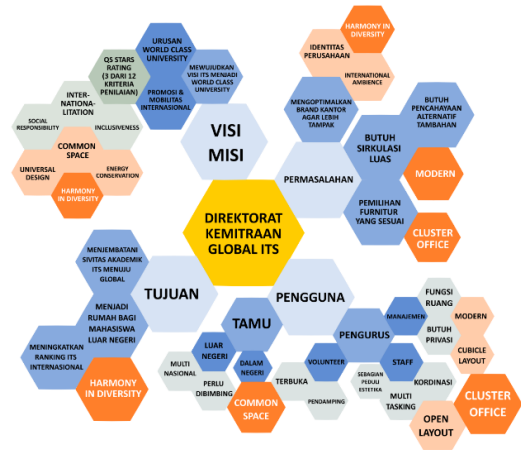 URUSAN
WORLD CLASS
UNIVERSITY
QS STARS
RATING
(3 DARI 12
KRITERIA
PENILAIAN)
MEWUJUDKAN
VISI ITS MENJADI
WORLD CLASS
UNIVERSITY
PROMOSI &
MOBILITAS
INTERNASIONAL
INTER-
NATIONA-
LITATION
SOCIAL
RESPONSIBILITY
INCLUSIVENESS
COMMON
SPACE
UNIVERSAL
DESIGN
ENERGY
CONSERVATION
HARMONY
IN DIVERSITY
VISI
MISI
HARMONY IN
DIVERSITY
IDENTITAS
PERUSAHAAN
INTERNATIONAL
AMBIENCE
MENGOPTIMALKAN
BRAND KANTOR
AGAR LEBIH
TAMPAK
BUTUH
PENCAHAYAAN
ALTERNATIF
TAMBAHAN
BUTUH
SIRKULASI
LUAS
MODERN
PERMASALAHAN
PEMILIHAN
FURNITUR
YANG SESUAI
CLUSTER
OFFICE
DIREKTORAT
KEMITRAAN
GLOBAL ITS
MENJEMBATANI
SIVITAS AKADEMIK
ITS MENUJU
GLOBAL
TUJUAN
MENJADI
RUMAH BAGI
MAHASISWA
LUAR NEGERI
MENINGKATKAN
RANKING ITS
INTERNASIONAL
HARMONY
IN DIVERSITY
PENGGUNA
TAMU
LUAR
NEGERI
DALAM
NEGERI
MULTI
NASIONAL
PERLU
DIBIMBING
COMMON
SPACE
PENGURUS
MANAJEMEN
FUNGSI
RUANG
BUTUH
PRIVASI
MODERN
CUBICLE
LAYOUT
VOLUNTEER
STAFF
TERBUKA
PENDAMPING
SEBAGIAN
PEDULI
ESTETIKA
KORDINASI
MULTI
TASKING
OPEN
LAYOUT
CLUSTER
OFFICE